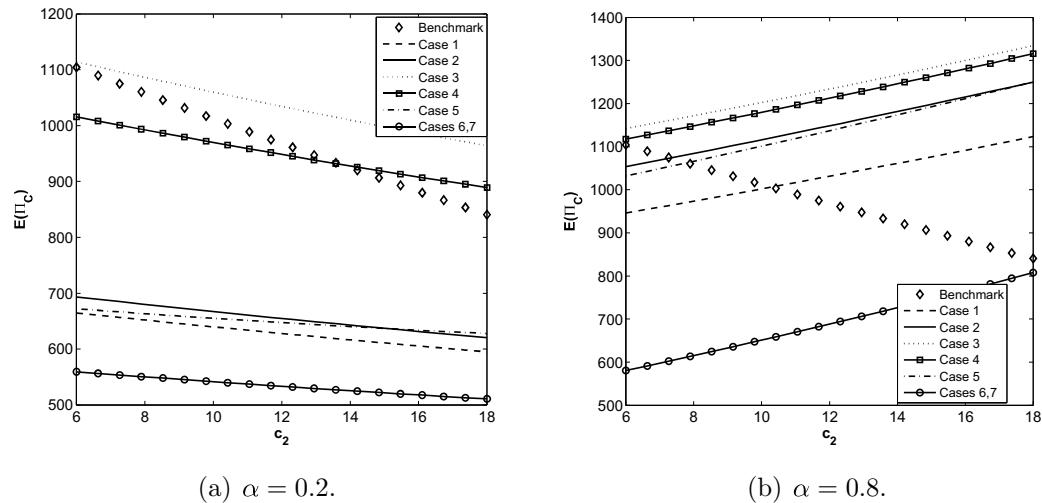 1200
1100
1000
900
800
700
600
500
6 8 10 12 14 16 18
E(Π_C)
c_2
Benchmark
Case 1
Case 2
Case 3
Case 4
Case 5
Cases 6,7
(a) α = 0.2.
1400
1300
1200
1100
1000
900
800
700
600
500
6 8 10 12 14 16 18
E(Π_C)
c_2
Benchmark
Case 1
Case 2
Case 3
Case 4
Case 5
Cases 6,7
(b) α = 0.8.